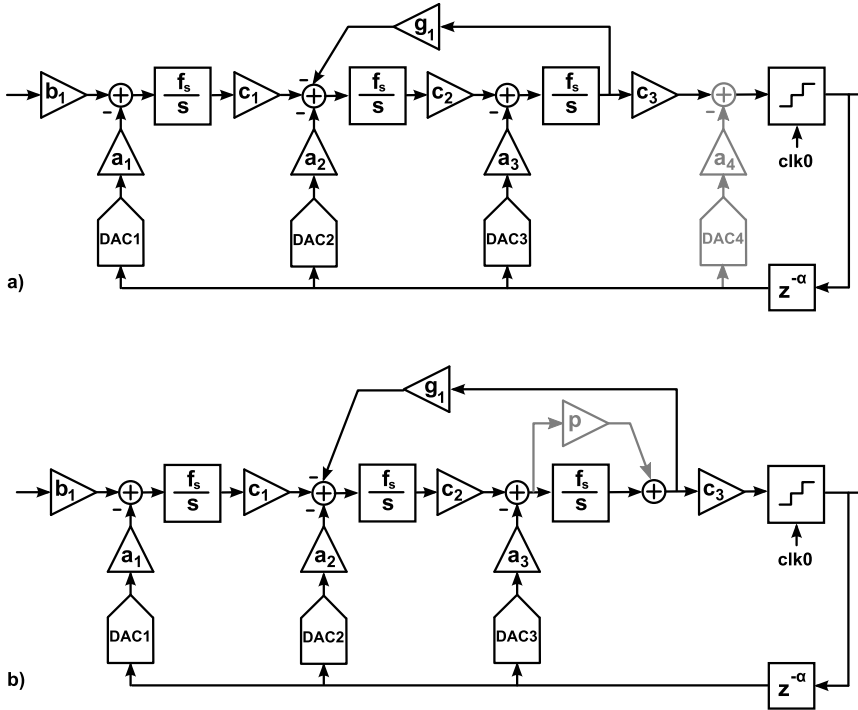 g₁
b₁ fₛ/s c₁ fₛ/s c₂ fₛ/s c₃
− − − − −
a₁ a₂ a₃ a₄ clk0
DAC1 DAC2 DAC3 DAC4
a) z^-α
g₁
p
b₁ fₛ/s c₁ fₛ/s c₂ fₛ/s c₃
− − − −
a₁ a₂ a₃ clk0
DAC1 DAC2 DAC3
b) z^-α